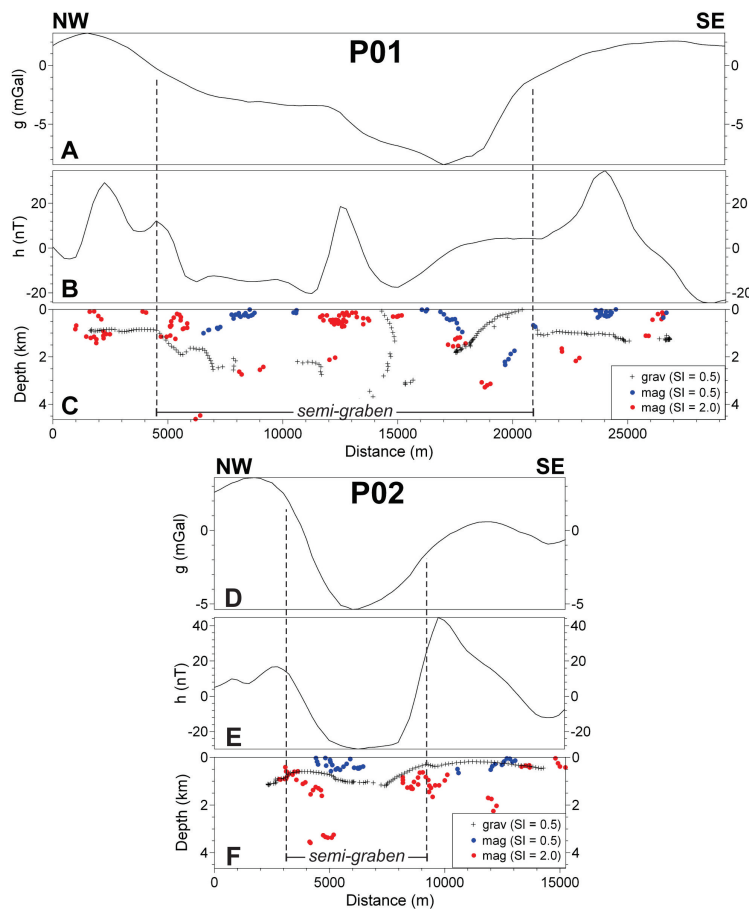 NW SE
P01
g (mGal)
0
-5
0
-5
A
h (nT)
20
0
-20
20
0
-20
B
Depth (km)
0
2
4
0
2
4
grav (SI = 0.5)
mag (SI = 0.5)
mag (SI = 2.0)
C
semi-graben
0 5000 10000 15000 20000 25000
Distance (m)
NW SE
P02
g (mGal)
0
-5
0
-5
D
h (nT)
40
20
0
-20
40
20
0
-20
E
Depth (km)
0
2
4
0
2
4
grav (SI = 0.5)
mag (SI = 0.5)
mag (SI = 2.0)
F
semi-graben
0 5000 10000 15000
Distance (m)